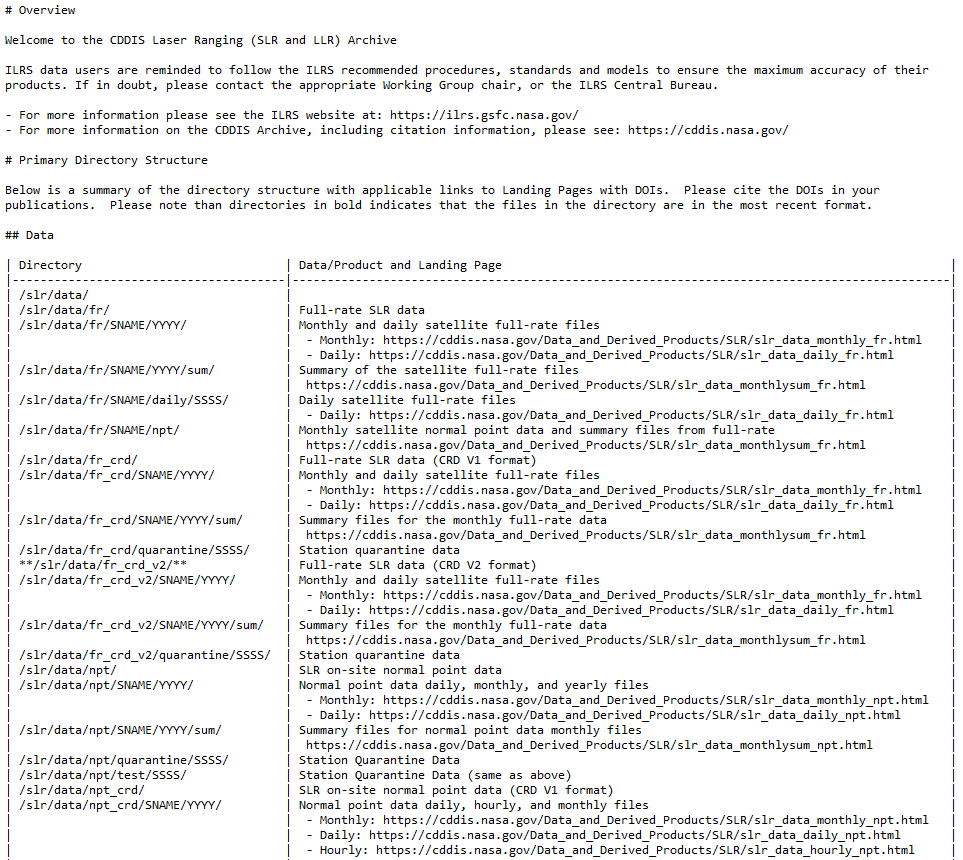 # Overview
Welcome to the CDDIS Laser Ranging (SLR and LLR) Archive
ILRS data users are reminded to follow the ILRS recommended procedures, standards and models to ensure the maximum accuracy of their
products. If in doubt, please contact the appropriate Working Group chair, or the ILRS Central Bureau.
- For more information please see the ILRS website at: https://ilrs.gsfc.nasa.gov/
- For more information on the CDDIS Archive, including citation information, please see: https://cddis.nasa.gov/
# Primary Directory Structure
Below is a summary of the directory structure with applicable links to Landing Pages with DOIs.  Please cite the DOIs in your
publications.  Please note than directories in bold indicates that the files in the directory are in the most recent format.
## Data
| Directory | Data/Product and Landing Page |
|---------------------------------------|----------------------------------------------------------------------------------------------|
| /slr/data/ | |
| /slr/data/fr/ | Full-rate SLR data |
| /slr/data/fr/SNAME/YYYY/ | Monthly and daily satellite full-rate files |
| | - Monthly: https://cddis.nasa.gov/Data_and_Derived_Products/SLR/slr_data_monthly_fr.html |
| | - Daily: https://cddis.nasa.gov/Data_and_Derived_Products/SLR/slr_data_daily_fr.html |
| /slr/data/fr/SNAME/YYYY/sum/ | Summary of the satellite full-rate files |
| | https://cddis.nasa.gov/Data_and_Derived_Products/SLR/slr_data_monthlysum_fr.html |
| /slr/data/fr/SNAME/daily/SSSS/ | Daily satellite full-rate files |
| | - Daily: https://cddis.nasa.gov/Data_and_Derived_Products/SLR/slr_data_daily_fr.html |
| /slr/data/fr/SNAME/npt/ | Monthly satellite normal point data and summary files from full-rate |
| | https://cddis.nasa.gov/Data_and_Derived_Products/SLR/slr_data_monthlysum_fr.html |
| /slr/data/fr_crd/ | Full-rate SLR data (CRD V1 format) |
| /slr/data/fr_crd/SNAME/YYYY/ | Monthly and daily satellite full-rate files |
| | - Monthly: https://cddis.nasa.gov/Data_and_Derived_Products/SLR/slr_data_monthly_fr.html |
| | - Daily: https://cddis.nasa.gov/Data_and_Derived_Products/SLR/slr_data_daily_fr.html |
| /slr/data/fr_crd/SNAME/YYYY/sum/ | Summary files for the monthly full-rate data |
| | https://cddis.nasa.gov/Data_and_Derived_Products/SLR/slr_data_monthlysum_fr.html |
| /slr/data/fr_crd/quarantine/SSSS/ | Station quarantine data |
| **/slr/data/fr_crd_v2/** | Full-rate SLR data (CRD V2 format) |
| /slr/data/fr_crd_v2/SNAME/YYYY/ | Monthly and daily satellite full-rate files |
| | - Monthly: https://cddis.nasa.gov/Data_and_Derived_Products/SLR/slr_data_monthly_fr.html |
| | - Daily: https://cddis.nasa.gov/Data_and_Derived_Products/SLR/slr_data_daily_fr.html |
| /slr/data/fr_crd_v2/SNAME/YYYY/sum/ | Summary files for the monthly full-rate data |
| | https://cddis.nasa.gov/Data_and_Derived_Products/SLR/slr_data_monthlysum_fr.html |
| /slr/data/fr_crd_v2/quarantine/SSSS/ | Station quarantine data |
| /slr/data/npt/ | SLR on-site normal point data |
| /slr/data/npt/SNAME/YYYY/ | Normal point data daily, monthly, and yearly files |
| | - Monthly: https://cddis.nasa.gov/Data_and_Derived_Products/SLR/slr_data_monthly_npt.html |
| | - Daily: https://cddis.nasa.gov/Data_and_Derived_Products/SLR/slr_data_daily_npt.html |
| /slr/data/npt/SNAME/YYYY/sum/ | Summary files for normal point data monthly files |
| | https://cddis.nasa.gov/Data_and_Derived_Products/SLR/slr_data_monthlysum_npt.html |
| /slr/data/npt/quarantine/SSSS/ | Station Quarantine Data |
| /slr/data/npt/test/SSSS/ | Station Quarantine Data (same as above) |
| /slr/data/npt_crd/ | SLR on-site normal point data (CRD V1 format) |
| /slr/data/npt_crd/SNAME/YYYY/ | Normal point data daily, hourly, and monthly files |
| | - Monthly: https://cddis.nasa.gov/Data_and_Derived_Products/SLR/slr_data_monthly_npt.html |
| | - Daily: https://cddis.nasa.gov/Data_and_Derived_Products/SLR/slr_data_daily_npt.html |
| | - Hourly: https://cddis.nasa.gov/Data_and_Derived_Products/SLR/slr_data_hourly_npt.html |